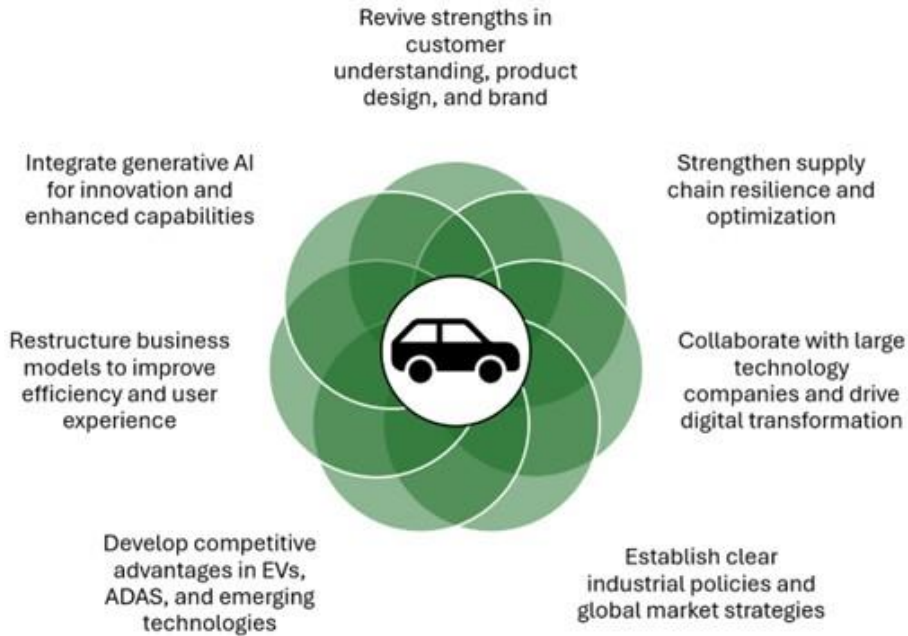 Revive strengths in
customer
understanding, product
design, and brand
Integrate generative AI
for innovation and
enhanced capabilities
Strengthen supply
chain resilience and
optimization
Restructure business
models to improve
efficiency and user
experience
Collaborate with large
technology
companies and drive
digital transformation
Develop competitive
advantages in EVs,
ADAS, and emerging
technologies
Establish clear
industrial policies and
global market strategies